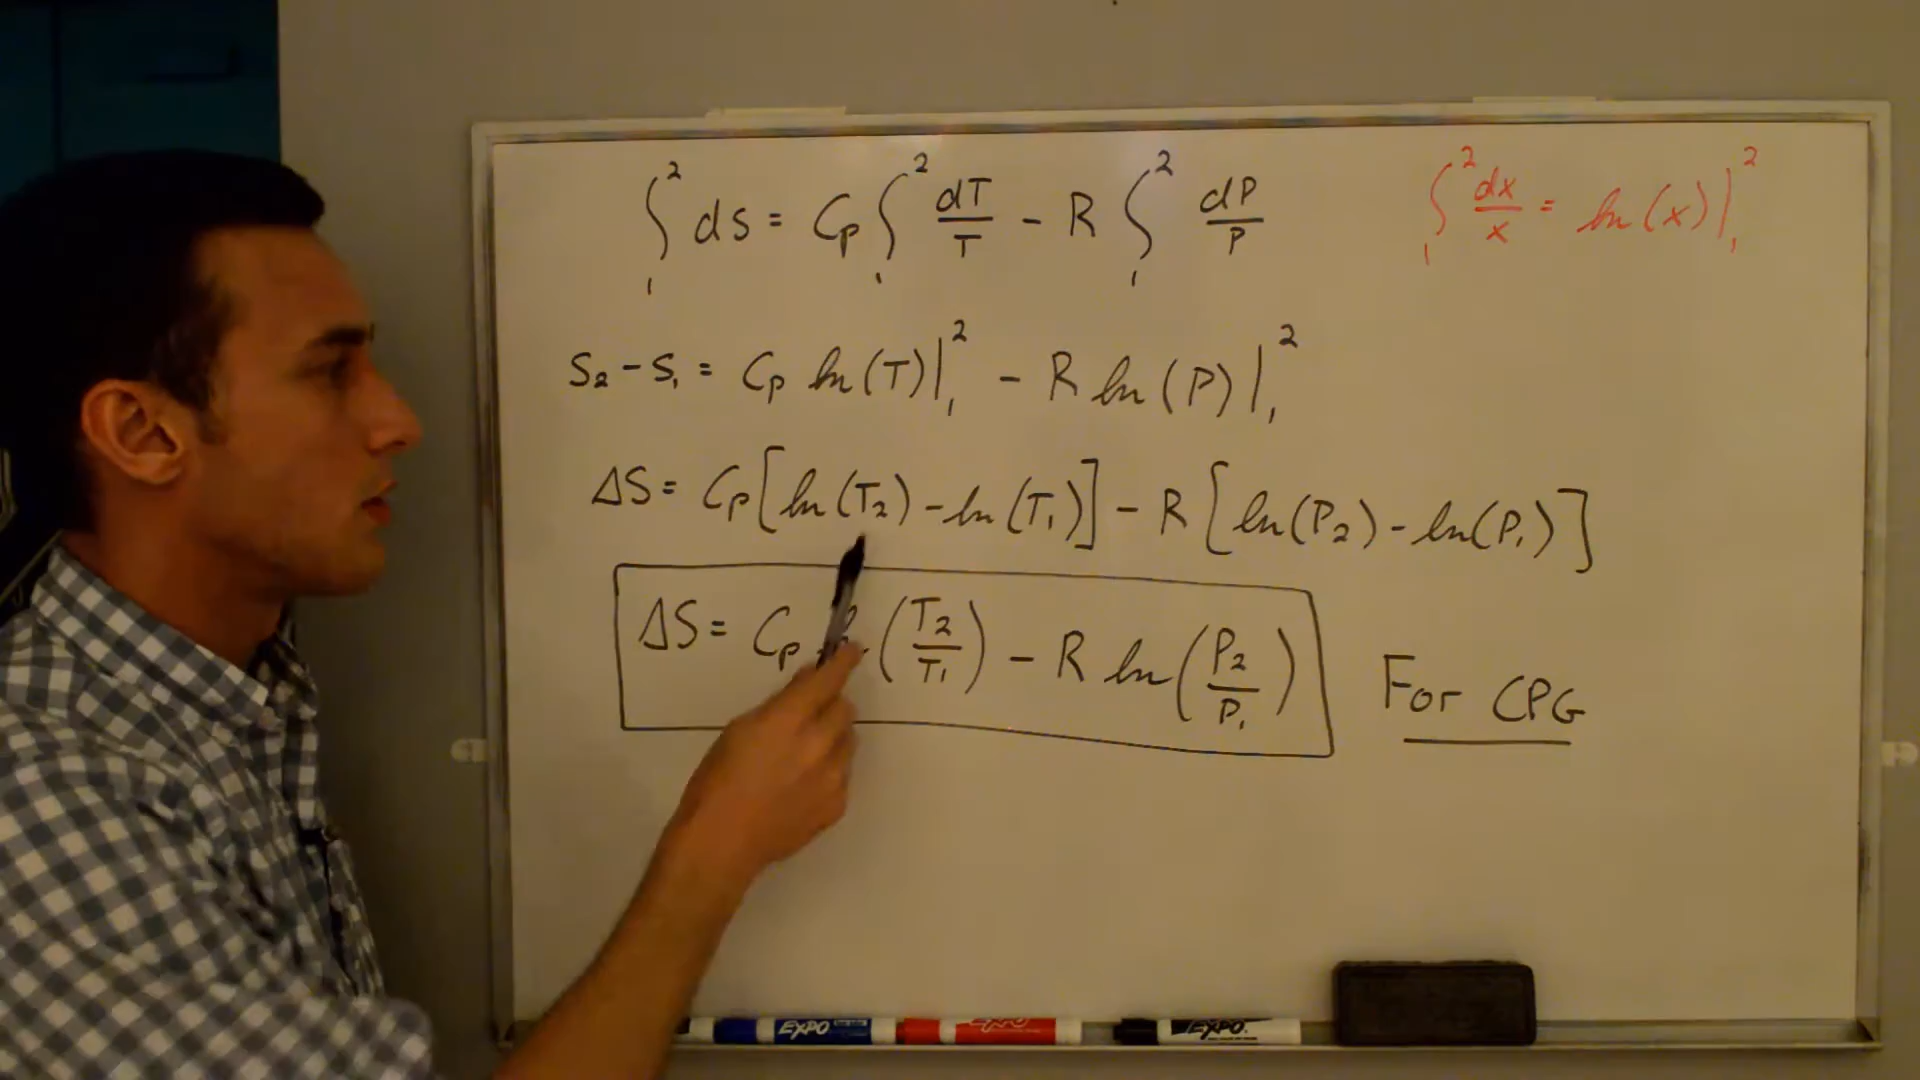 ∫₁² ds = Cp ∫₁² dT/T - R ∫₁² dP/P
∫₁² dx/x = ln(x)|₁²
S₂ - S₁ = Cp ln(T)|₁² - R ln(P)|₁²
ΔS = Cp[ln(T₂) - ln(T₁)] - R[ln(P₂) - ln(P₁)]
ΔS = Cp (T₂/T₁) - R ln(P₂/P₁)
For CPG
EXPO
EXPO
EXPO.